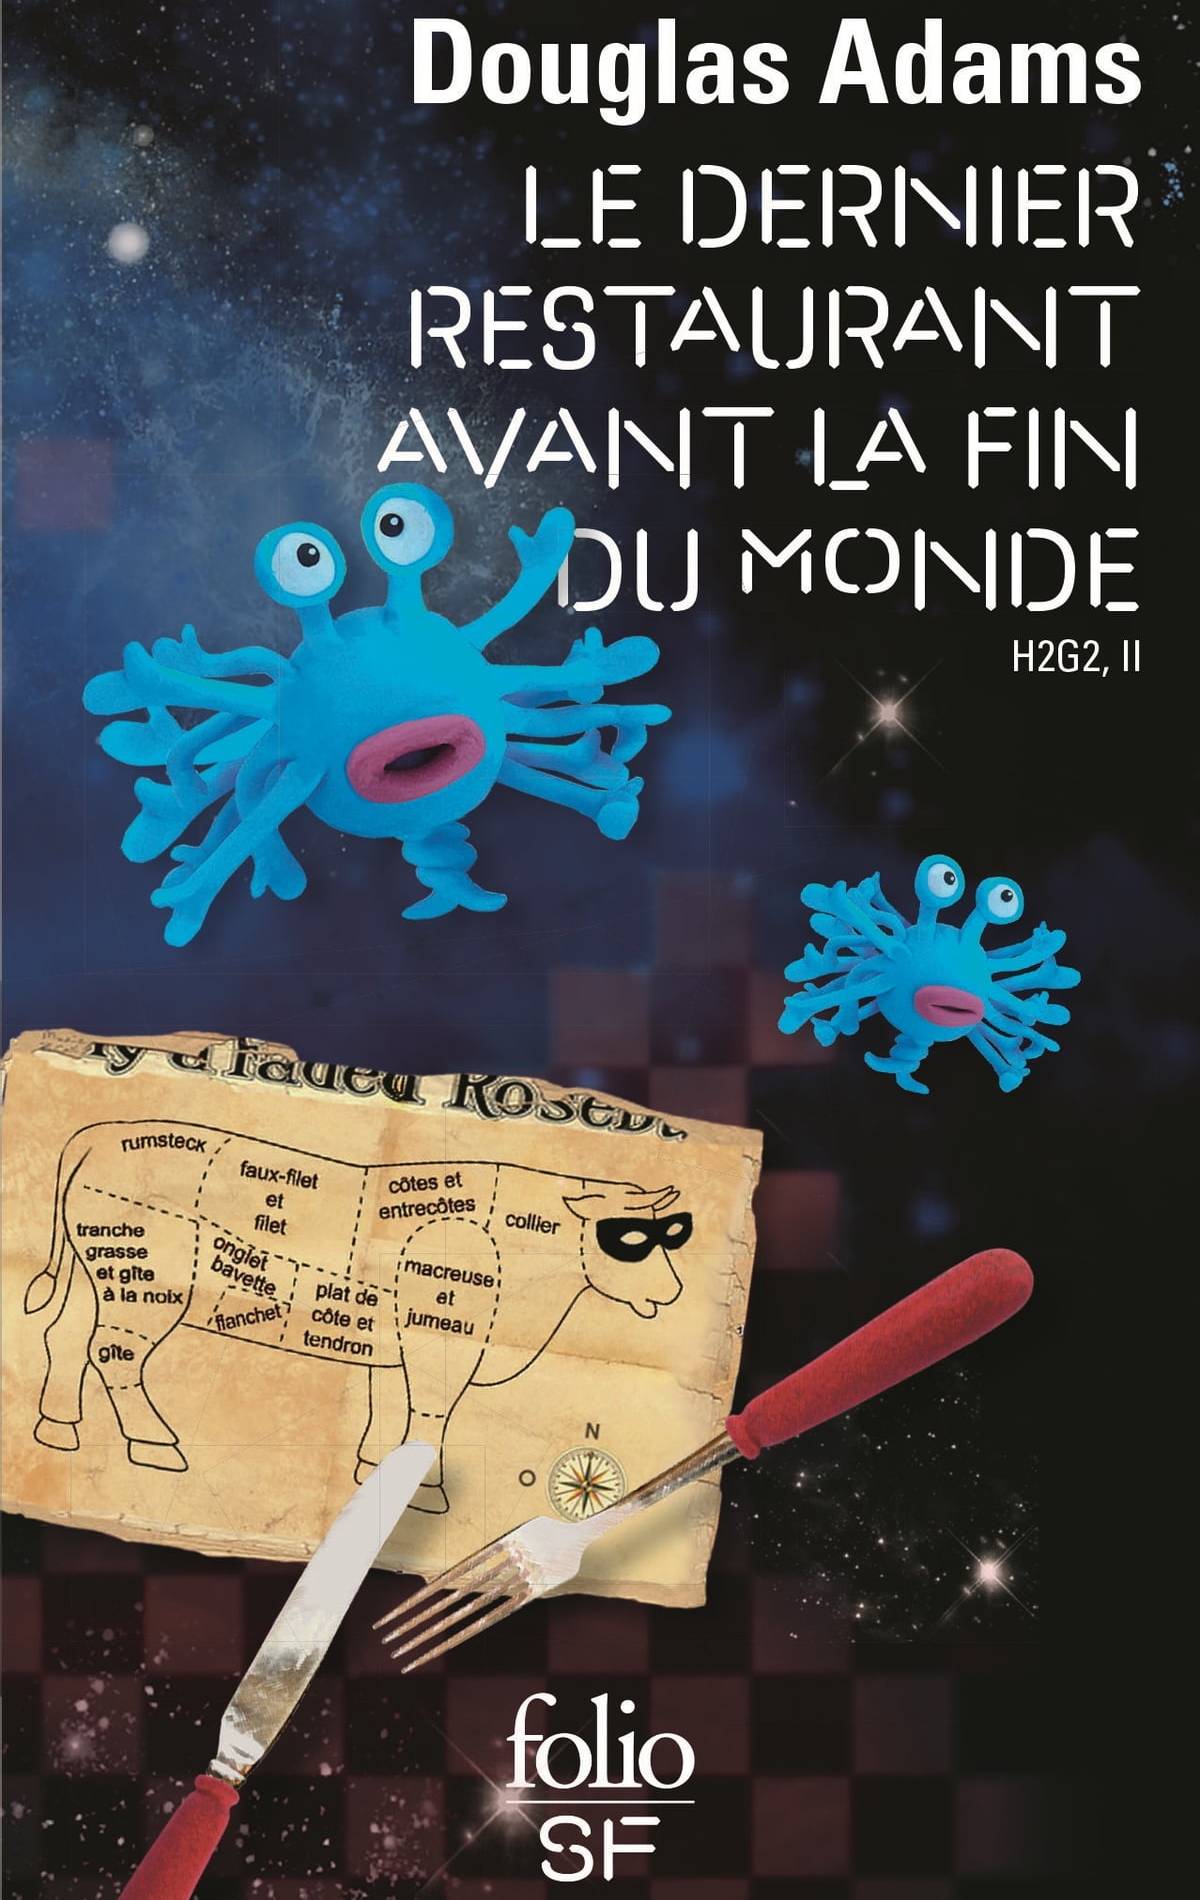 Douglas Adams
LE DERNIER
RESTAURANT
AVANT LA FIN
DU MONDE
H2G2, II
rumsteck
faux-filet
et
filet
côtes et
entrecôtes
collier
tranche
grasse
et gîte
à la noix
onglet
bavette
flanchet
plat de
côte et
tendron
macreuse
et
jumeau
gîte
N
O
folio
SF